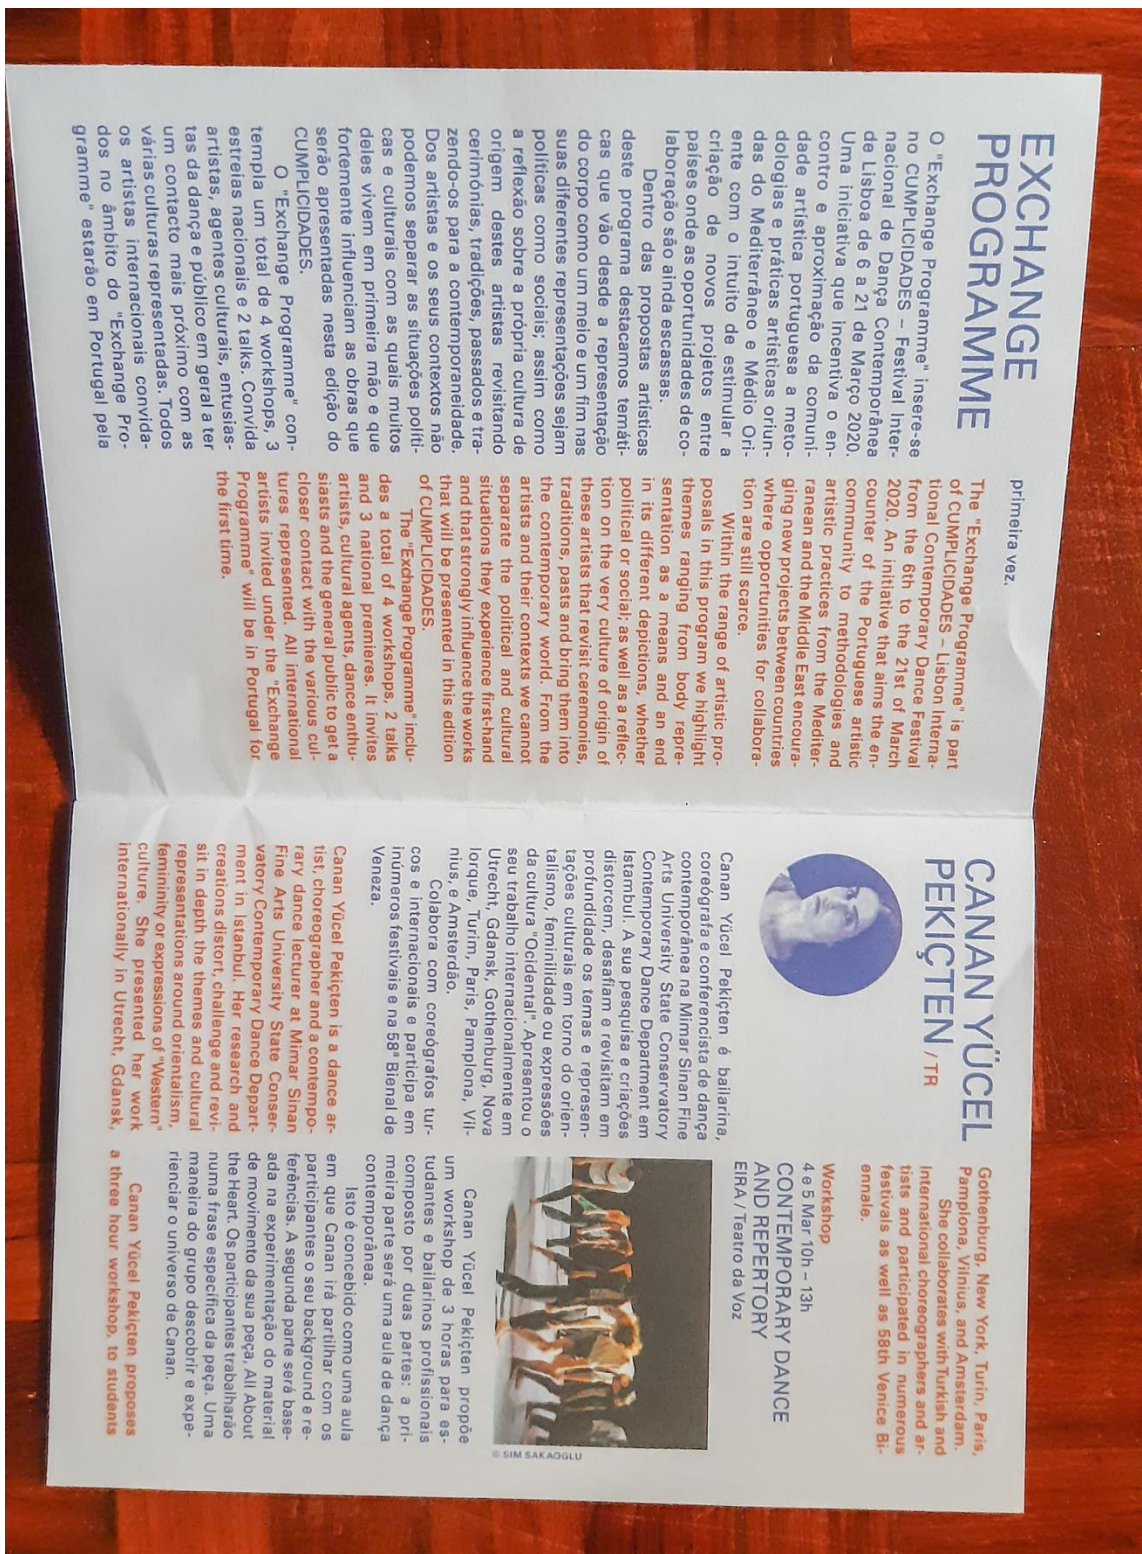 EXCHANGE
PROGRAMME
O "Exchange Programme" insere-se
no CUMPLICIDADES – Festival Inter-
nacional de Dança Contemporânea
de Lisboa de 6 a 21 de Março 2020.
Uma iniciativa que incentiva o en-
contro e aproximação da comuni-
dade artística portuguesa a meto-
dologias e práticas artísticas oriun-
das do Mediterrâneo e Médio Ori-
ente com o intuito de estimular a
criação de novos projetos entre
países onde as oportunidades de co-
laboração são ainda escassas.
Dentro das propostas artísticas
deste programa destacamos temáti-
cas que vão desde a representação
do corpo como um meio e um fim nas
suas diferentes representações sejam
políticas como sociais; assim como
a reflexão sobre a própria cultura de
origem destes artistas revisitando
cerimónias, tradições, passados e tra-
zendo-os para a contemporaneidade.
Dos artistas e os seus contextos não
podemos separar as situações políti-
cas e culturais com as quais muitos
deles vivem em primeira mão e que
fortemente influenciam as obras que
serão apresentadas nesta edição do
CUMPLICIDADES.
O "Exchange Programme" con-
templa um total de 4 workshops, 3
estreias nacionais e 2 talks. Convida
artistas, agentes culturais, entusias-
tas da dança e público em geral a ter
um contacto mais próximo com as
várias culturas representadas. Todos
os artistas internacionais convida-
dos no âmbito do "Exchange Pro-
gramme" estarão em Portugal pela
primeira vez.
The "Exchange Programme" is part
of CUMPLICIDADES – Lisbon Interna-
tional Contemporary Dance Festival
from the 6th to the 21st of March
2020. An initiative that aims the en-
counter of the Portuguese artistic
community to methodologies and
artistic practices from the Mediter-
ranean and the Middle East encoura-
ging new projects between countries
where opportunities for collabora-
tion are still scarce.
Within the range of artistic pro-
posals in this program we highlight
themes ranging from body repre-
sentation as a means and an end
in its different depictions, whether
political or social; as well as a reflec-
tion on the very culture of origin of
these artists that revisit ceremonies,
traditions, pasts and bring them into
the contemporary world. From the
artists and their contexts we cannot
separate the political and cultural
situations they experience first-hand
and that strongly influence the works
that will be presented in this edition
of CUMPLICIDADES.
The "Exchange Programme" inclu-
des a total of 4 workshops, 2 talks
and 3 national premieres. It invites
artists, cultural agents, dance enthu-
siasts and the general public to get a
closer contact with the various cul-
tures represented. All international
artists invited under the "Exchange
Programme" will be in Portugal for
the first time.
CANAN YÜCEL
PEKIÇTEN / TR
Canan Yücel Pekiçten é bailarina,
coreógrafa e conferencista de dança
contemporânea na Mimar Sinan Fine
Arts University State Conservatory
Contemporary Dance Department em
Istambul. A sua pesquisa e criações
distorcem, desafiam e revisitam em
profundidade os temas e represen-
tações culturais em torno do orien-
talismo, feminilidade ou expressões
da cultura "Ocidental". Apresentou o
seu trabalho internacionalmente em
Utrecht, Gdansk, Gothenburg, Nova
Iorque, Turim, Paris, Pamplona, Vil-
nius, e Amsterdão.
Colabora com coreógrafos tur-
cos e internacionais e participa em
inúmeros festivais e na 58ª Bienal de
Veneza.
Canan Yücel Pekiçten is a dance ar-
tist, choreographer and a contempo-
rary dance lecturer at Mimar Sinan
Fine Arts University State Conser-
vatory Contemporary Dance Depart-
ment in Istanbul. Her research and
creations distort, challenge and revi-
sit in depth the themes and cultural
representations around orientalism,
femininity or expressions of "Western"
culture. She presented her work
internationally in Utrecht, Gdansk,
Gothenburg, New York, Turin, Paris,
Pamplona, Vilnius, and Amsterdam.
She collaborates with Turkish and
International choreographers and ar-
tists and participated in numerous
festivals as well as 58th Venice Bi-
ennale.
Workshop
4 e 5 Mar 10h – 13h
CONTEMPORARY DANCE
AND REPERTORY
EIRA / Teatro da Voz
© SIM SAKAOGLU
Canan Yücel Pekiçten propõe
um workshop de 3 horas para es-
tudantes e bailarinos profissionais
composto por duas partes: a pri-
meira parte será uma aula de dança
contemporânea.
Isto é concebido como uma aula
em que Canan irá partilhar com os
participantes o seu background e re-
ferências. A segunda parte será base-
ada na experimentação do material
de movimento da sua peça, All About
the Heart. Os participantes trabalharão
numa frase específica da peça. Uma
maneira do grupo descobrir e expe-
rienciar o universo de Canan.
Canan Yücel Pekiçten proposes
a three hour workshop, to students